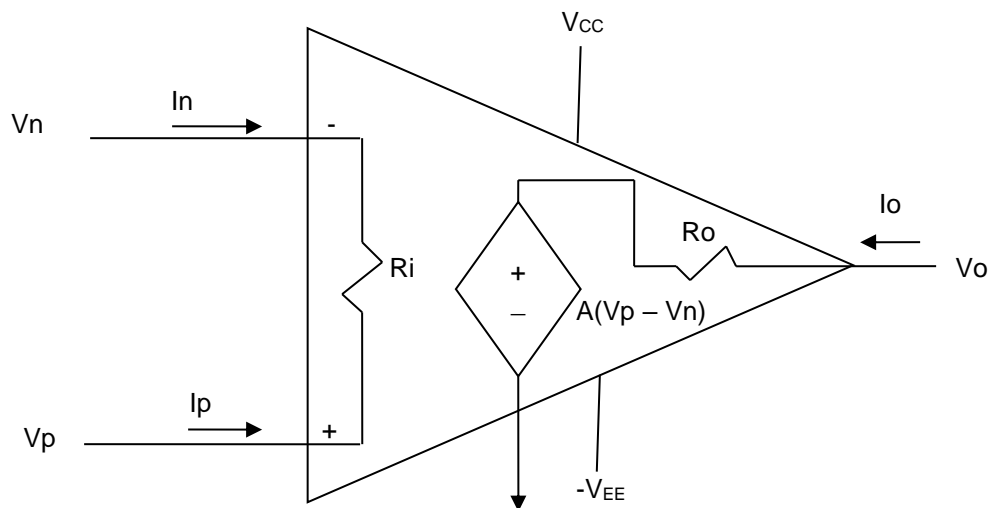 VCC
In
Vn
-
Io
Ro
Ri
+
Vo
–
A(Vp – Vn)
Ip
+
Vp
-VEE